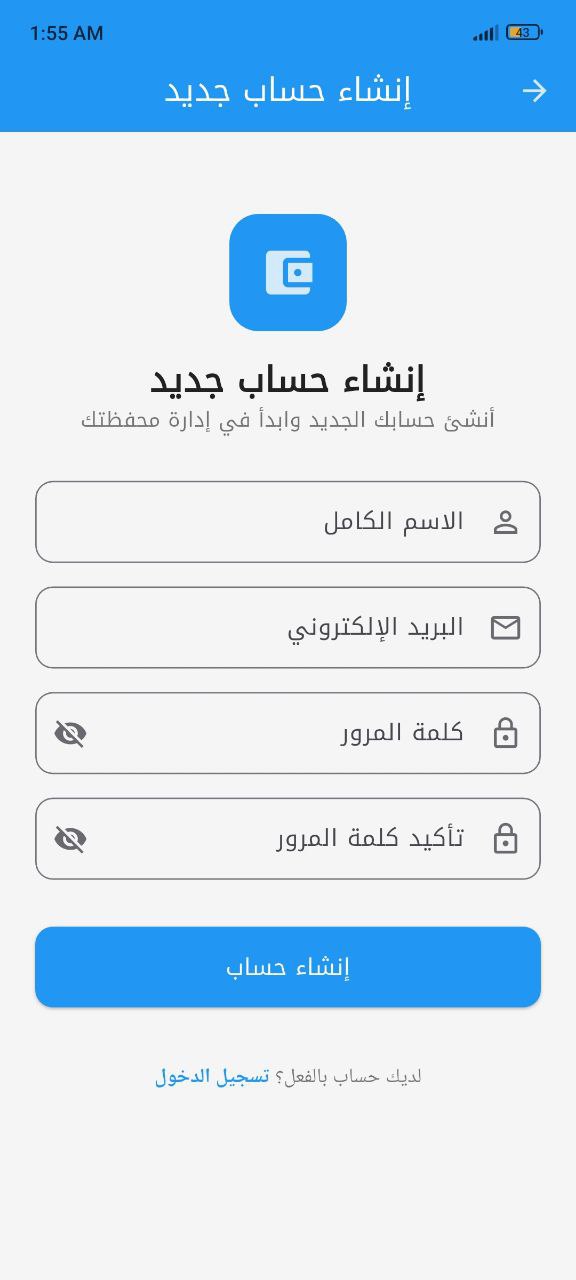 1:55 AM
43
إنشاء حساب جديد
إنشاء حساب جديد
أنشئ حسابك الجديد وابدأ في إدارة محفظتك
الاسم الكامل
البريد الإلكتروني
كلمة المرور
تأكيد كلمة المرور
إنشاء حساب
لديك حساب بالفعل؟ تسجيل الدخول